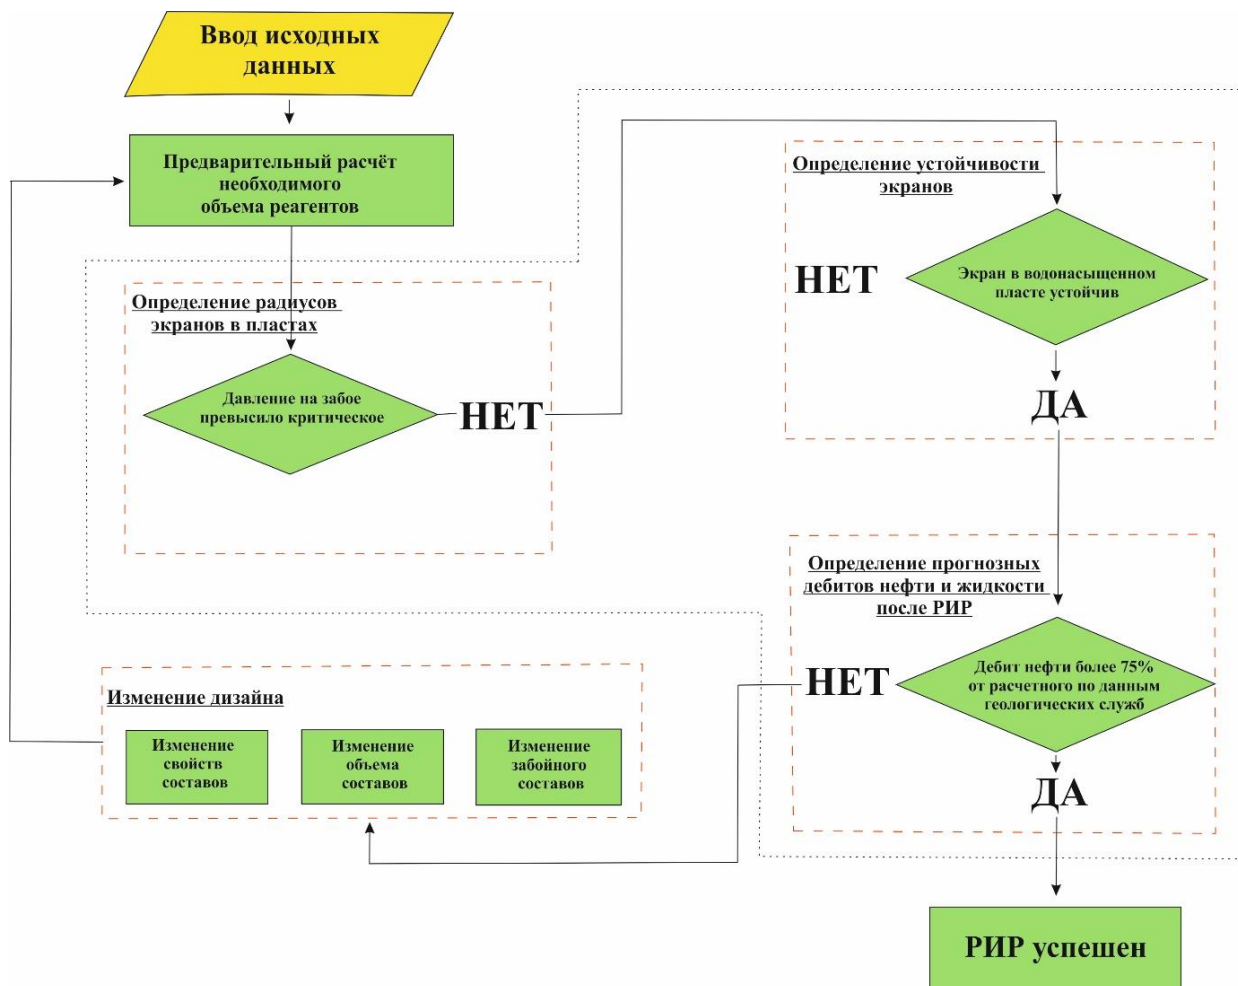 Ввод исходных
данных
Предварительный расчёт
необходимого
объема реагентов
Определение радиусов
экранов в пластах
Давление на забое
превысило критическое
НЕТ
Определение устойчивости
экранов
НЕТ
Экран в водонасыщенном
пласте устойчив
ДА
Определение прогнозных
дебитов нефти и жидкости
после РИР
НЕТ
Дебит нефти более 75%
от расчетного по данным
геологических служб
ДА
Изменение дизайна
Изменение
свойств
составов
Изменение
объема
составов
Изменение
забойного
составов
РИР успешен